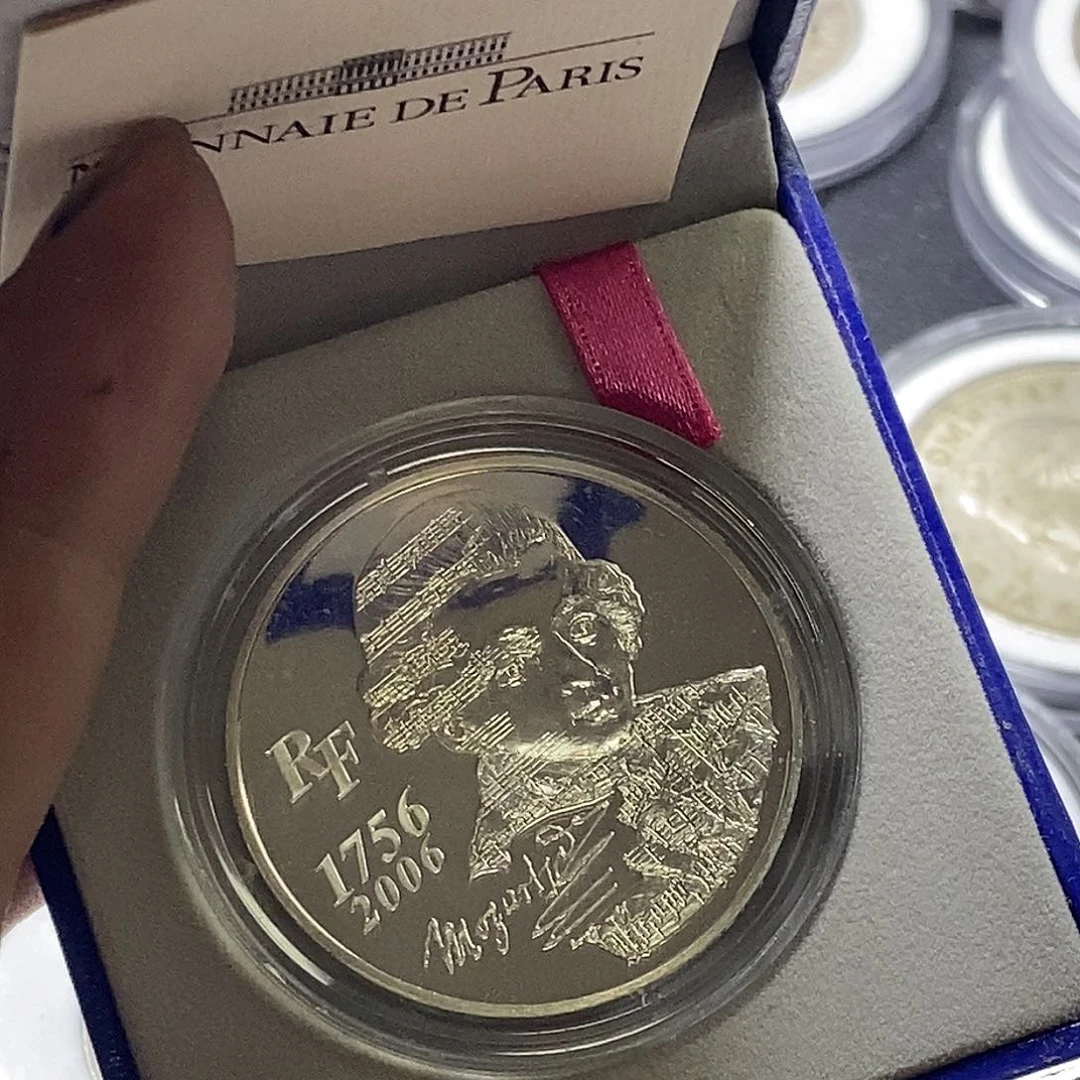 NNAIE DE PARIS
RF
1756
2006
Mozart